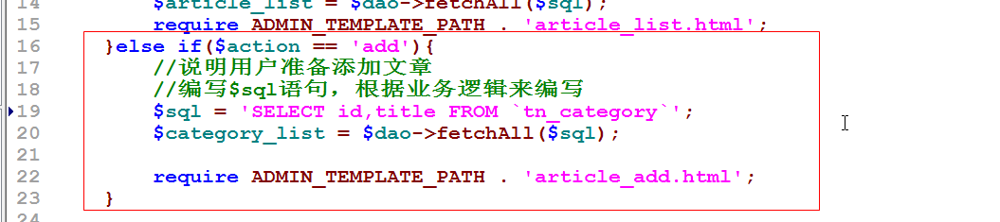 14 $article_list = $dao->fetchAll($sql);
15 require ADMIN_TEMPLATE_PATH . 'article_list.html';
16 }else if($action == 'add'){
17 //说明用户准备添加文章
18 //编写$sql语句，根据业务逻辑来编写
19 $sql = 'SELECT id,title FROM `tn_category`';
20 $category_list = $dao->fetchAll($sql);
21
22 require ADMIN_TEMPLATE_PATH . 'article_add.html';
23 }
24